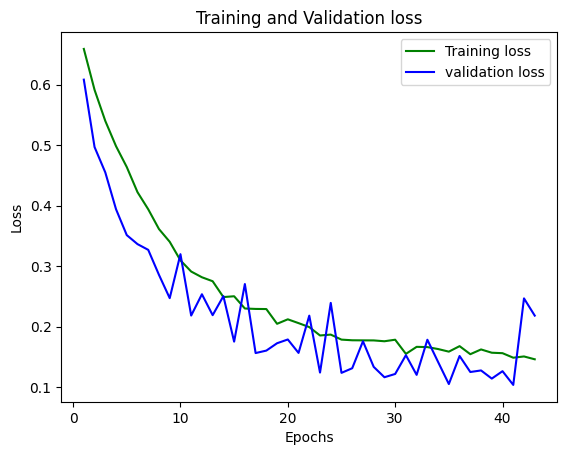 Training and Validation loss
Training loss
validation loss
0.6
0.5
0.4
0.3
0.2
0.1
Loss
0
10
20
30
40
Epochs